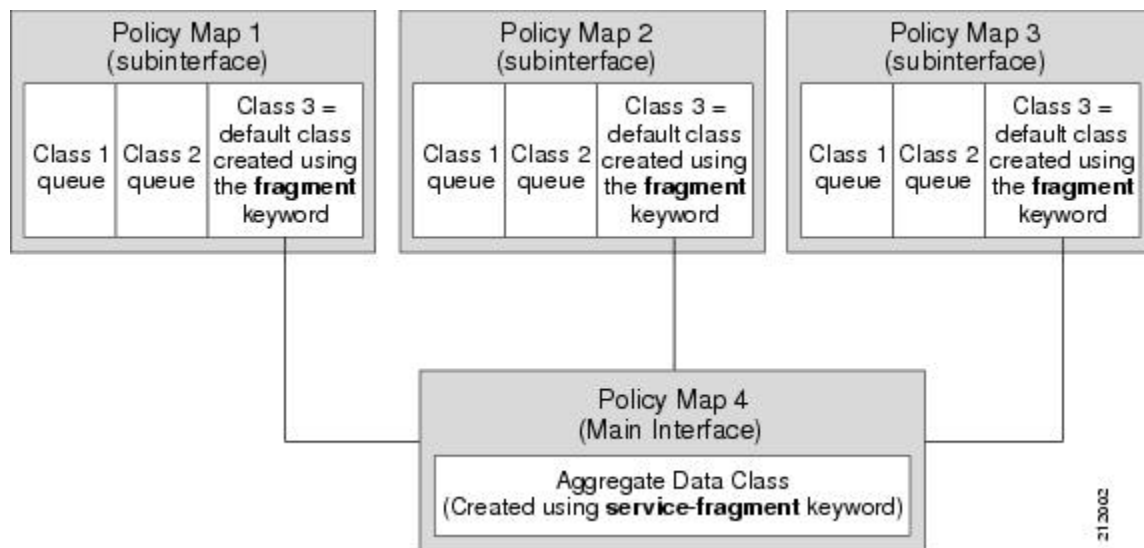 Policy Map 1
(subinterface)
Class 1
queue
Class 2
queue
Class 3 =
default class
created using
the fragment
keyword
Policy Map 2
(subinterface)
Class 1
queue
Class 2
queue
Class 3 =
default class
created using
the fragment
keyword
Policy Map 3
(subinterface)
Class 1
queue
Class 2
queue
Class 3 =
default class
created using
the fragment
keyword
Policy Map 4
(Main Interface)
Aggregate Data Class
(Created using service-fragment keyword)
212002